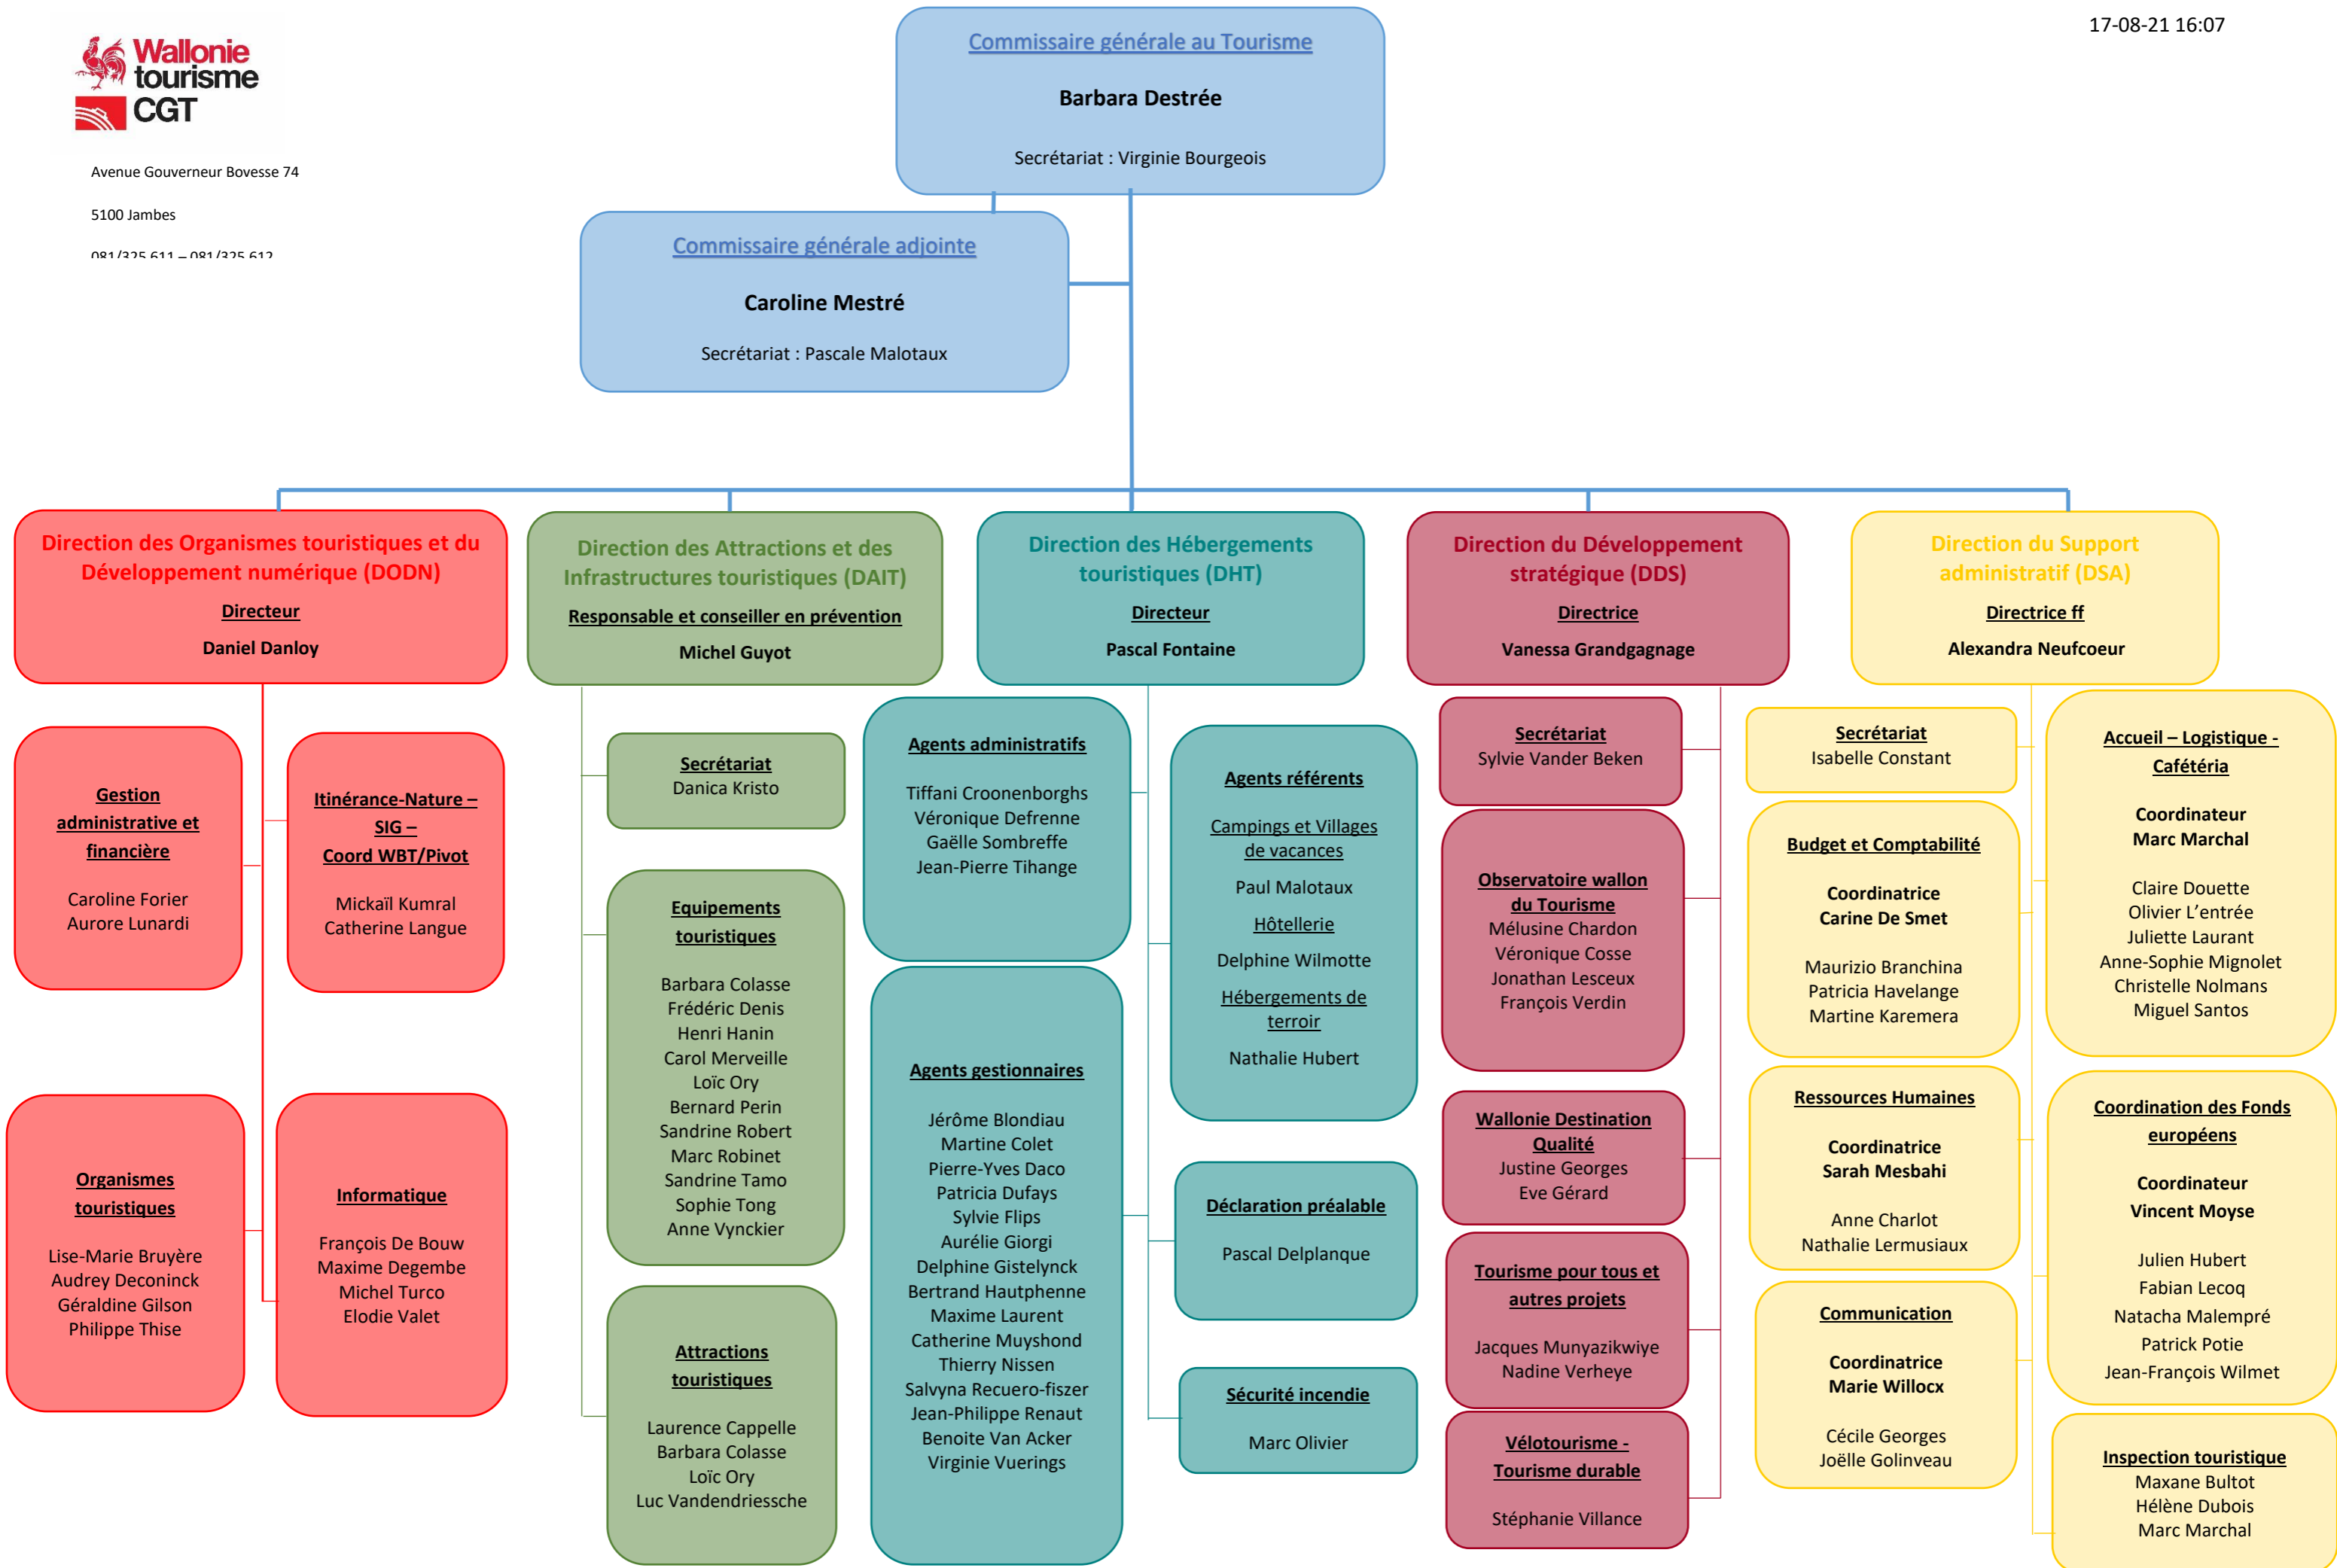 17-08-21 16:07
Wallonie
tourisme
CGT
Avenue Gouverneur Bovesse 74
5100 Jambes
081/325 611 – 081/325 612
Commissaire générale au Tourisme
Barbara Destrée
Secrétariat : Virginie Bourgeois
Commissaire générale adjointe
Caroline Mestré
Secrétariat : Pascale Malotaux
Direction des Organismes touristiques et du
Développement numérique (DODN)
Directeur
Daniel Danloy
Gestion
administrative et
financière
Caroline Forier
Aurore Lunardi
Itinérance-Nature –
SIG –
Coord WBT/Pivot
Mickaïl Kumral
Catherine Langue
Organismes
touristiques
Lise-Marie Bruyère
Audrey Deconinck
Géraldine Gilson
Philippe Thise
Informatique
François De Bouw
Maxime Degembe
Michel Turco
Elodie Valet
Direction des Attractions et des
Infrastructures touristiques (DAIT)
Responsable et conseiller en prévention
Michel Guyot
Secrétariat
Danica Kristo
Equipements
touristiques
Barbara Colasse
Frédéric Denis
Henri Hanin
Carol Merveille
Loïc Ory
Bernard Perin
Sandrine Robert
Marc Robinet
Sandrine Tamo
Sophie Tong
Anne Vynckier
Attractions
touristiques
Laurence Cappelle
Barbara Colasse
Loïc Ory
Luc Vandendriessche
Direction des Hébergements
touristiques (DHT)
Directeur
Pascal Fontaine
Agents administratifs
Tiffani Croonenborghs
Véronique Defrenne
Gaëlle Sombreffe
Jean-Pierre Tihange
Agents gestionnaires
Jérôme Blondiau
Martine Colet
Pierre-Yves Daco
Patricia Dufays
Sylvie Flips
Aurélie Giorgi
Delphine Gistelynck
Bertrand Hautphenne
Maxime Laurent
Catherine Muyshond
Thierry Nissen
Salvyna Recuero-fiszer
Jean-Philippe Renaut
Benoite Van Acker
Virginie Vuerings
Agents référents
Campings et Villages
de vacances
Paul Malotaux
Hôtellerie
Delphine Wilmotte
Hébergements de
terroir
Nathalie Hubert
Déclaration préalable
Pascal Delplanque
Sécurité incendie
Marc Olivier
Direction du Développement
stratégique (DDS)
Directrice
Vanessa Grandgagnage
Secrétariat
Sylvie Vander Beken
Observatoire wallon
du Tourisme
Mélusine Chardon
Véronique Cosse
Jonathan Lesceux
François Verdin
Wallonie Destination
Qualité
Justine Georges
Eve Gérard
Tourisme pour tous et
autres projets
Jacques Munyazikwiye
Nadine Verheye
Vélotourisme -
Tourisme durable
Stéphanie Villance
Direction du Support
administratif (DSA)
Directrice ff
Alexandra Neufcoeur
Secrétariat
Isabelle Constant
Budget et Comptabilité
Coordinatrice
Carine De Smet
Maurizio Branchina
Patricia Havelange
Martine Karemera
Ressources Humaines
Coordinatrice
Sarah Mesbahi
Anne Charlot
Nathalie Lermusiaux
Communication
Coordinatrice
Marie Willocx
Cécile Georges
Joëlle Golinveau
Accueil – Logistique -
Cafétéria
Coordinateur
Marc Marchal
Claire Douette
Olivier L’entrée
Juliette Laurant
Anne-Sophie Mignolet
Christelle Nolmans
Miguel Santos
Coordination des Fonds
européens
Coordinateur
Vincent Moyse
Julien Hubert
Fabian Lecoq
Natacha Malempré
Patrick Potie
Jean-François Wilmet
Inspection touristique
Maxane Bultot
Hélène Dubois
Marc Marchal